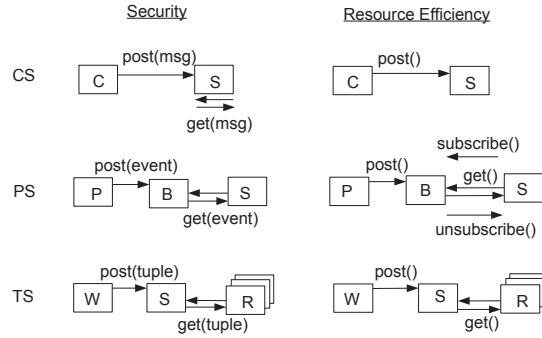 Security Resource Efficiency
CS
post(msg)
C S
get(msg)
post()
C S
PS
post(event)
P B S
get(event)
subscribe()
post()
get()
P B S
unsubscribe()
TS
post(tuple)
W S R
get(tuple)
post()
W S R
get()